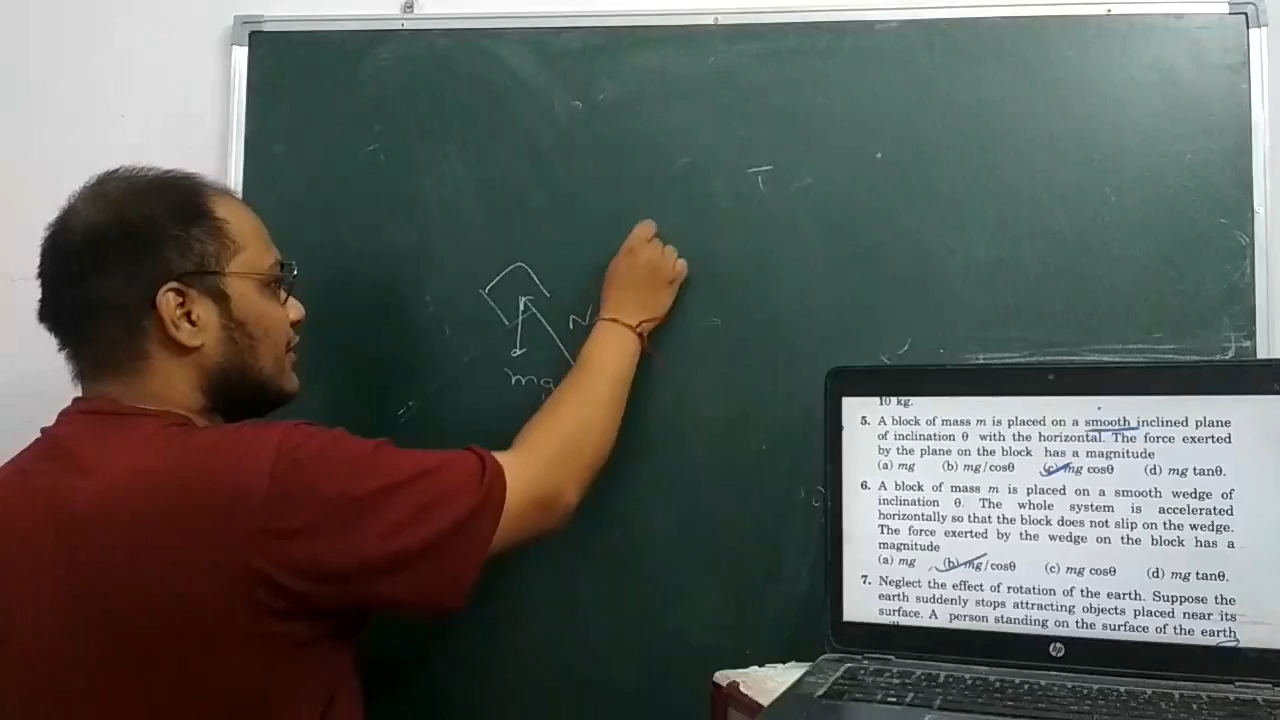 T
N
mg
10 kg.
5. A block of mass m is placed on a smooth inclined plane
of inclination θ with the horizontal. The force exerted
by the plane on the block has a magnitude
(a) mg (b) mg/cosθ (c) mg cosθ (d) mg tanθ.
6. A block of mass m is placed on a smooth wedge of
inclination θ. The whole system is accelerated
horizontally so that the block does not slip on the wedge.
The force exerted by the wedge on the block has a
magnitude
(a) mg (b) mg/cosθ (c) mg cosθ (d) mg tanθ.
7. Neglect the effect of rotation of the earth. Suppose the
earth suddenly stops attracting objects placed near its
surface. A person standing on the surface of the earth
hp